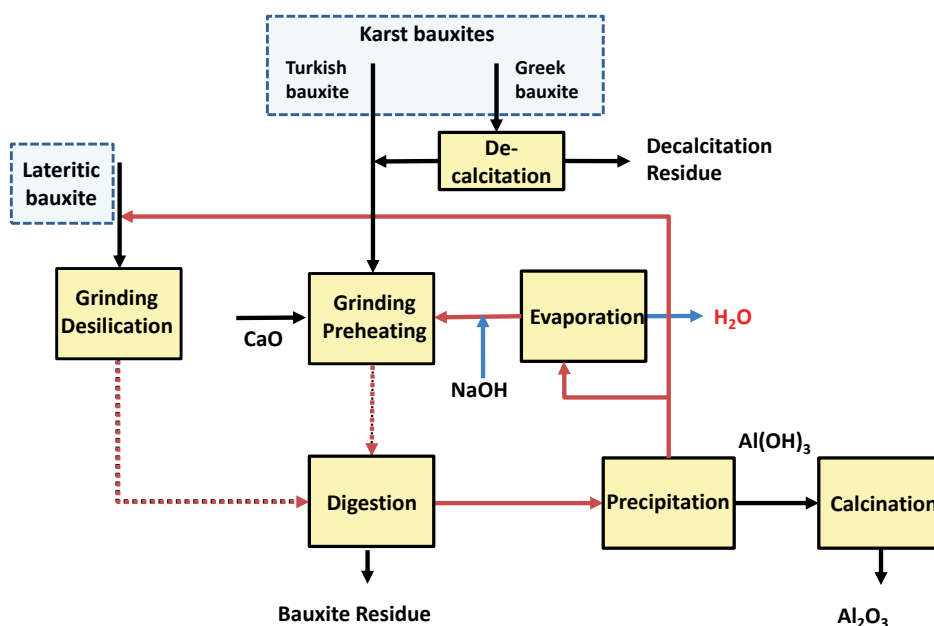 Karst bauxites
Turkish
bauxite
Greek
bauxite
De-
calcitation
Decalcitation
Residue
Lateritic
bauxite
Grinding
Desilication
CaO
Grinding
Preheating
Evaporation
H₂O
NaOH
Al(OH)₃
Digestion
Precipitation
Calcination
Bauxite Residue
Al₂O₃